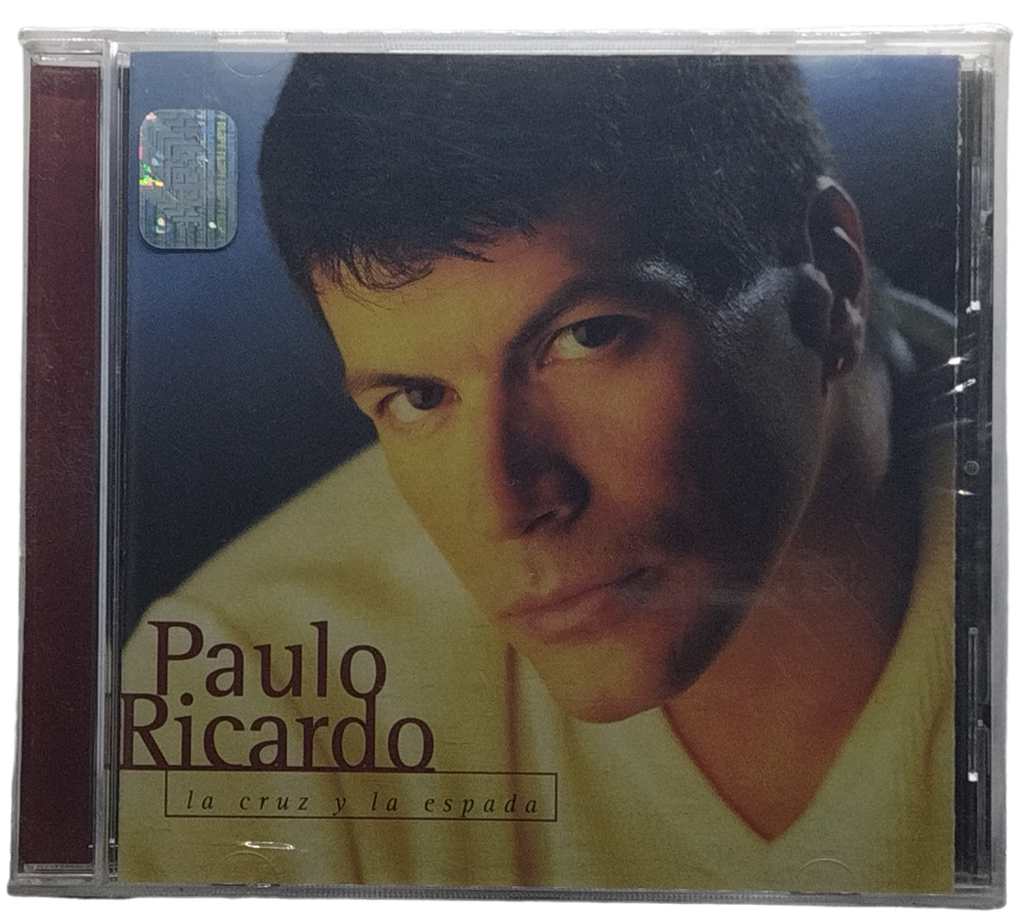 Paulo
Ricardo
la cruz y la espada